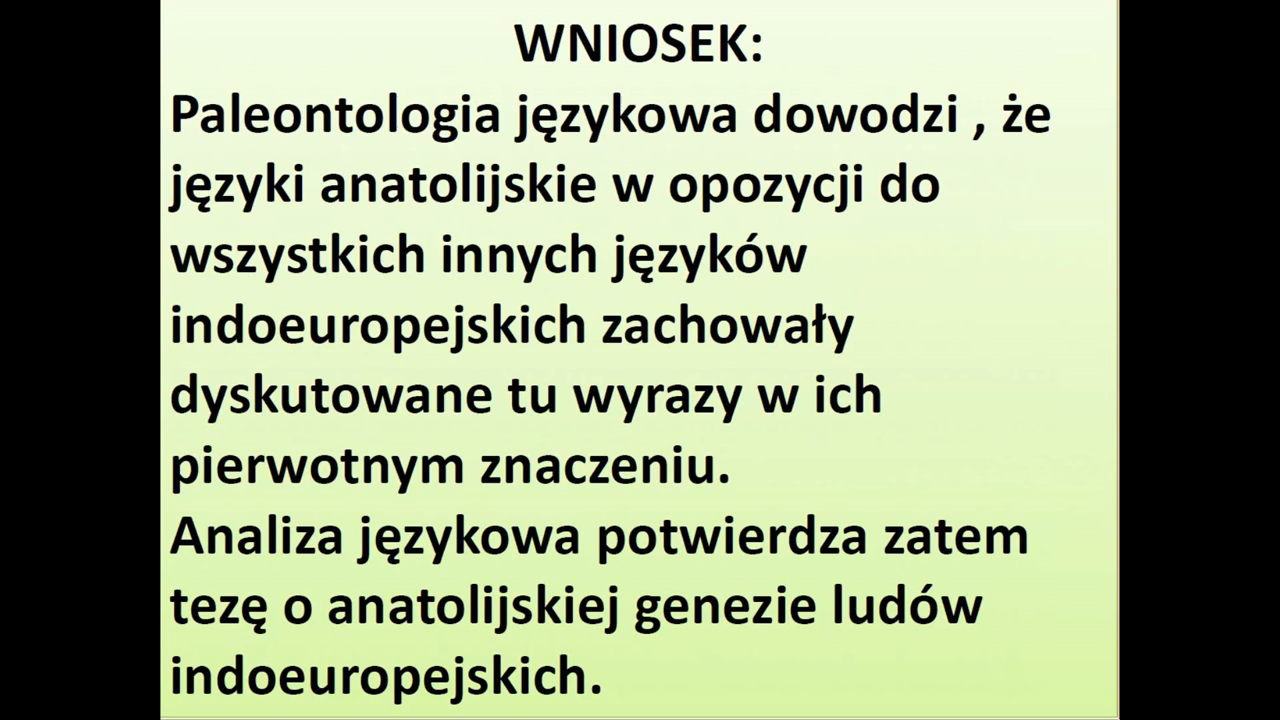 WNIOSEK:
Paleontologia językowa dowodzi , że
języki anatolijskie w opozycji do
wszystkich innych języków
indoeuropejskich zachowały
dyskutowane tu wyrazy w ich
pierwotnym znaczeniu.
Analiza językowa potwierdza zatem
tezę o anatolijskiej genezie ludów
indoeuropejskich.